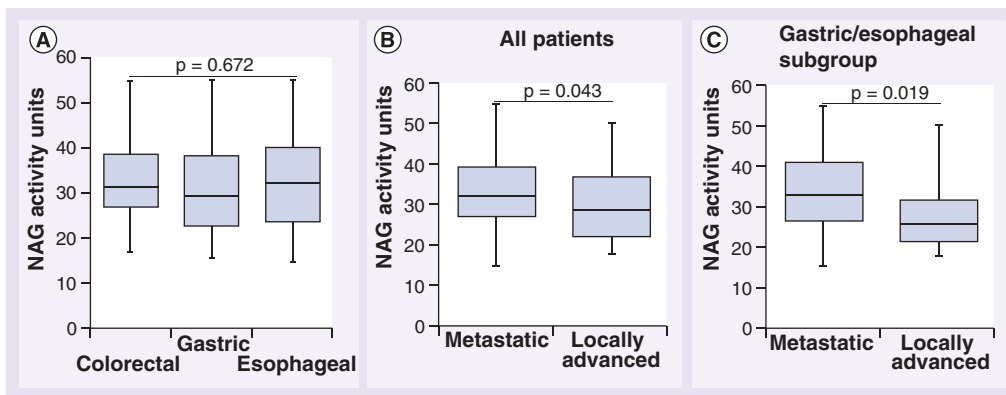 A
NAG activity units
60
50
40
30
20
10
0
p = 0.672
Colorectal
Gastric
Esophageal
B
All patients
NAG activity units
60
50
40
30
20
10
0
p = 0.043
Metastatic
Locally
advanced
C
Gastric/esophageal
subgroup
NAG activity units
60
50
40
30
20
10
0
p = 0.019
Metastatic
Locally
advanced